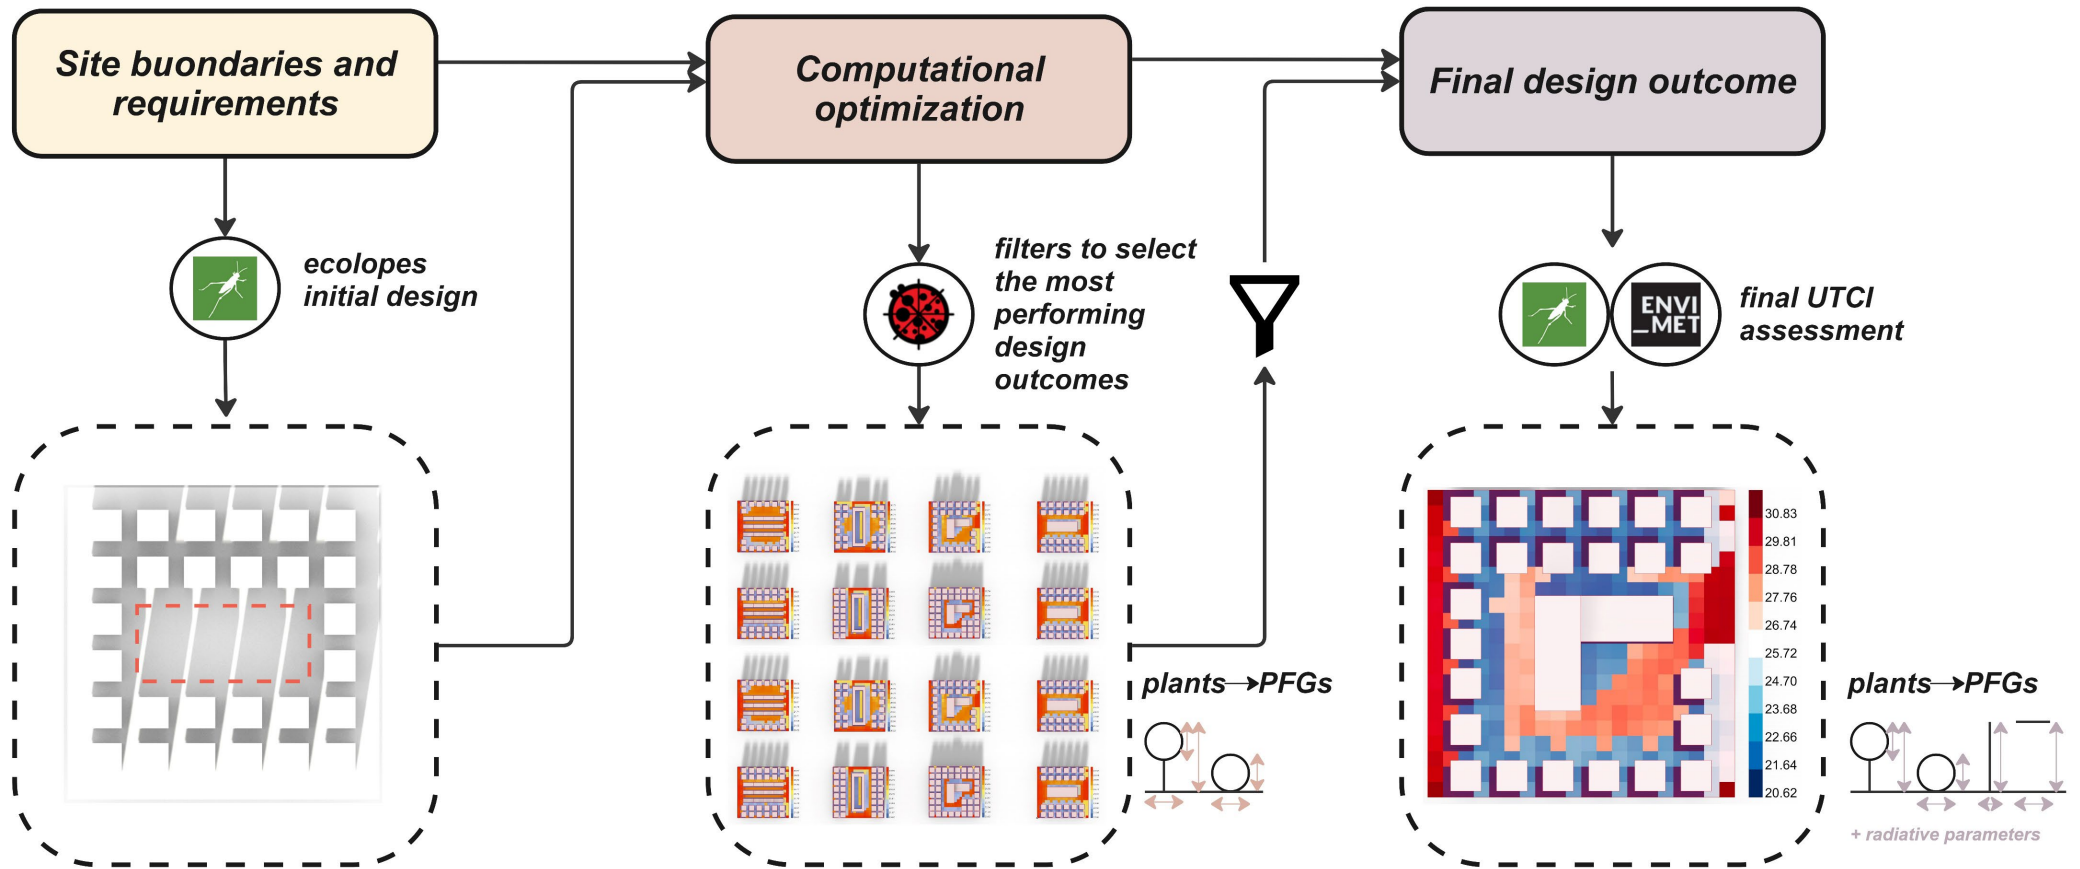 Site buondaries and
requirements
Computational
optimization
Final design outcome
ecolopes
initial design
filters to select
the most
performing
design
outcomes
ENVI
_MET
final UTCI
assessment
plants→PFGs
30.83
29.81
28.78
27.76
26.74
25.72
24.70
23.68
22.66
21.64
20.62
plants→PFGs
+ radiative parameters